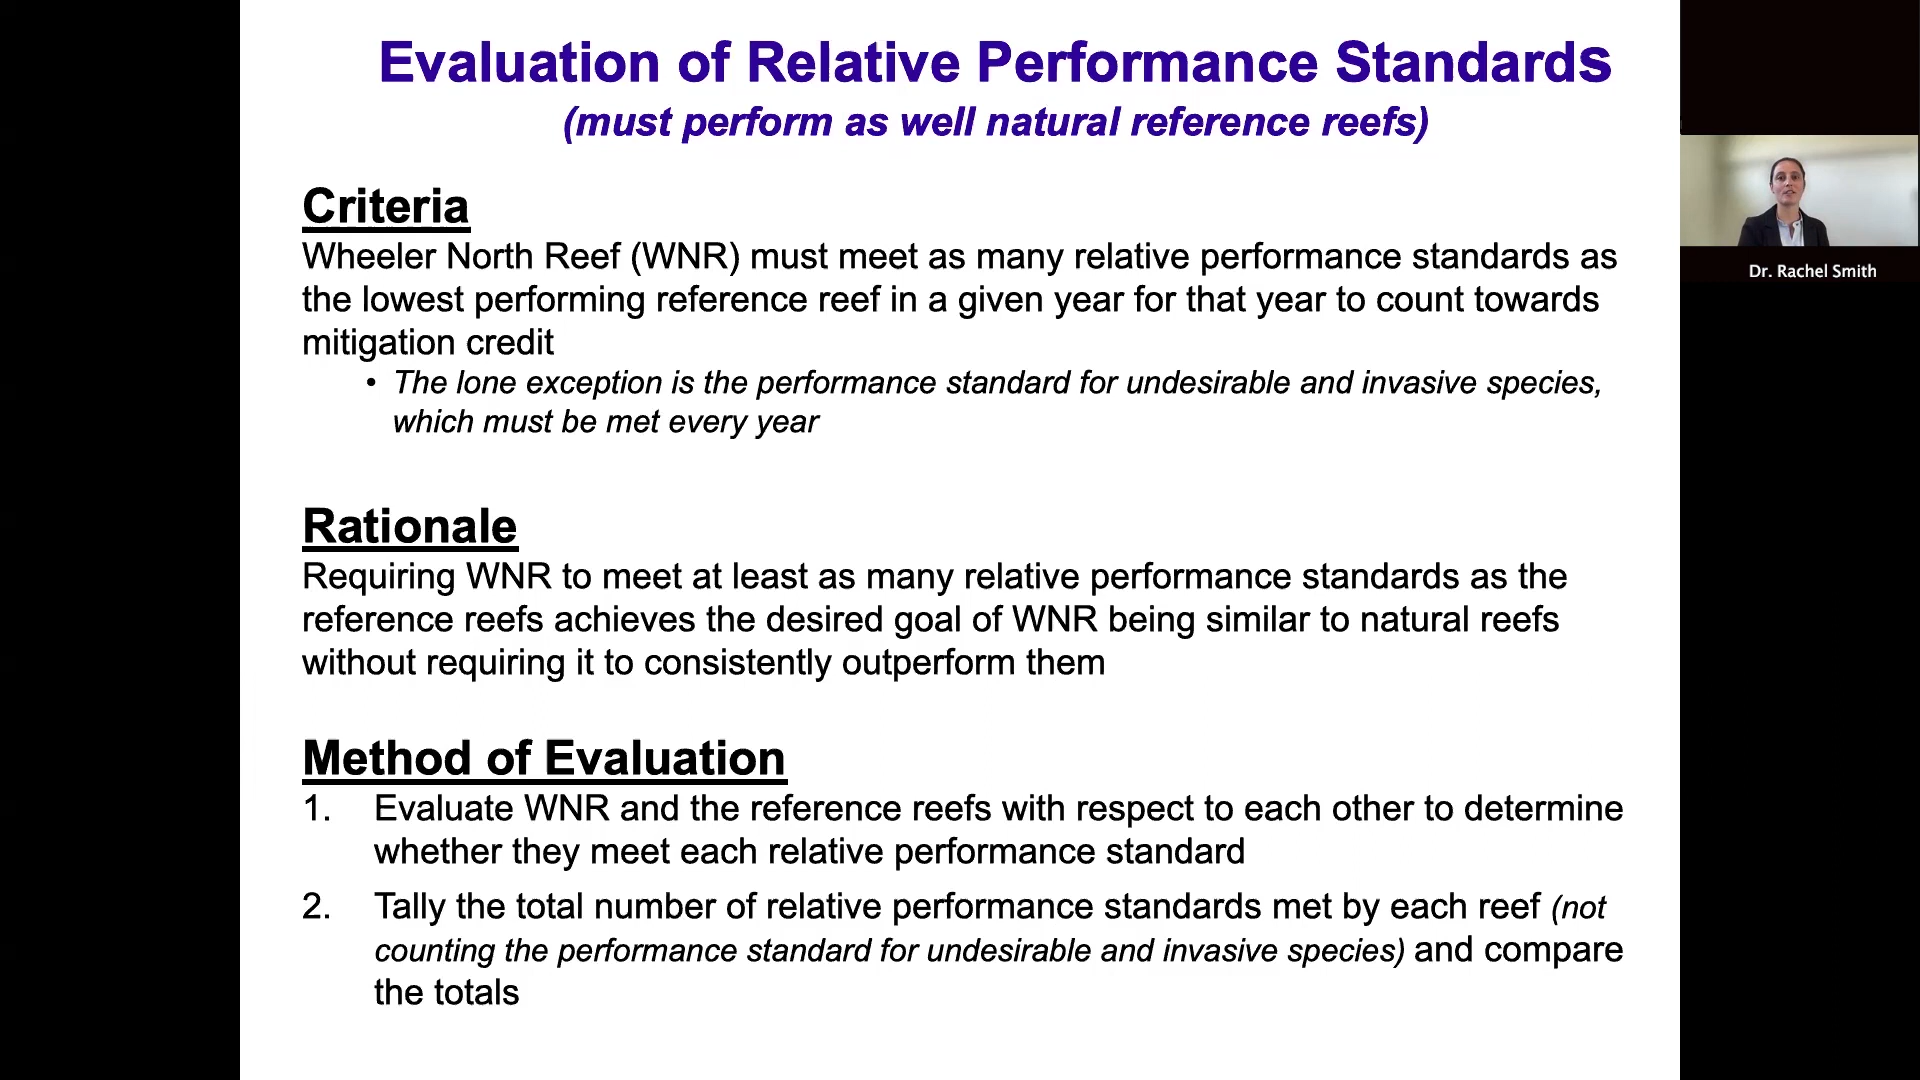 Evaluation of Relative Performance Standards
(must perform as well natural reference reefs)
Criteria
Wheeler North Reef (WNR) must meet as many relative performance standards as
the lowest performing reference reef in a given year for that year to count towards
mitigation credit
• The lone exception is the performance standard for undesirable and invasive species,
which must be met every year
Rationale
Requiring WNR to meet at least as many relative performance standards as the
reference reefs achieves the desired goal of WNR being similar to natural reefs
without requiring it to consistently outperform them
Method of Evaluation
1. Evaluate WNR and the reference reefs with respect to each other to determine
whether they meet each relative performance standard
2. Tally the total number of relative performance standards met by each reef (not
counting the performance standard for undesirable and invasive species) and compare
the totals
Dr. Rachel Smith